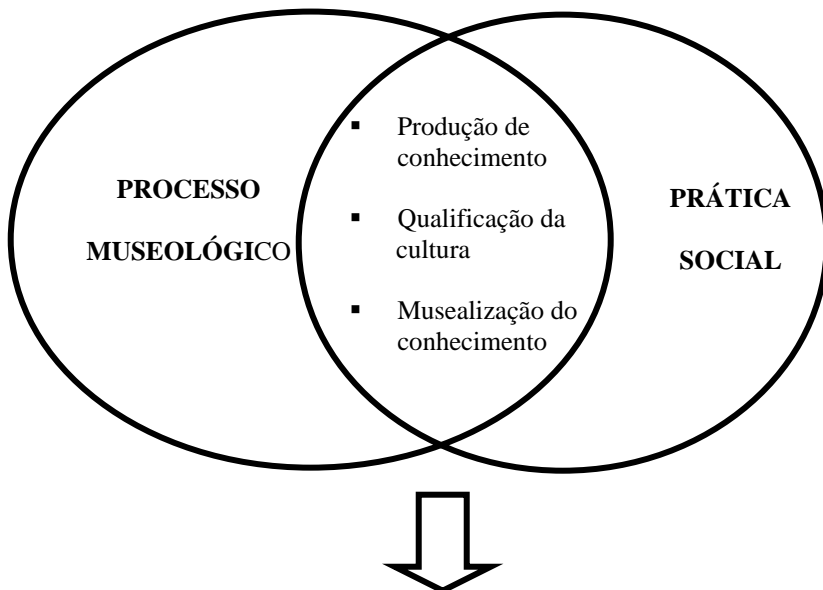 PROCESSO
MUSEOLÓGICO
▪ Produção de
conhecimento
▪ Qualificação da
cultura
▪ Musealização do
conhecimento
PRÁTICA
SOCIAL